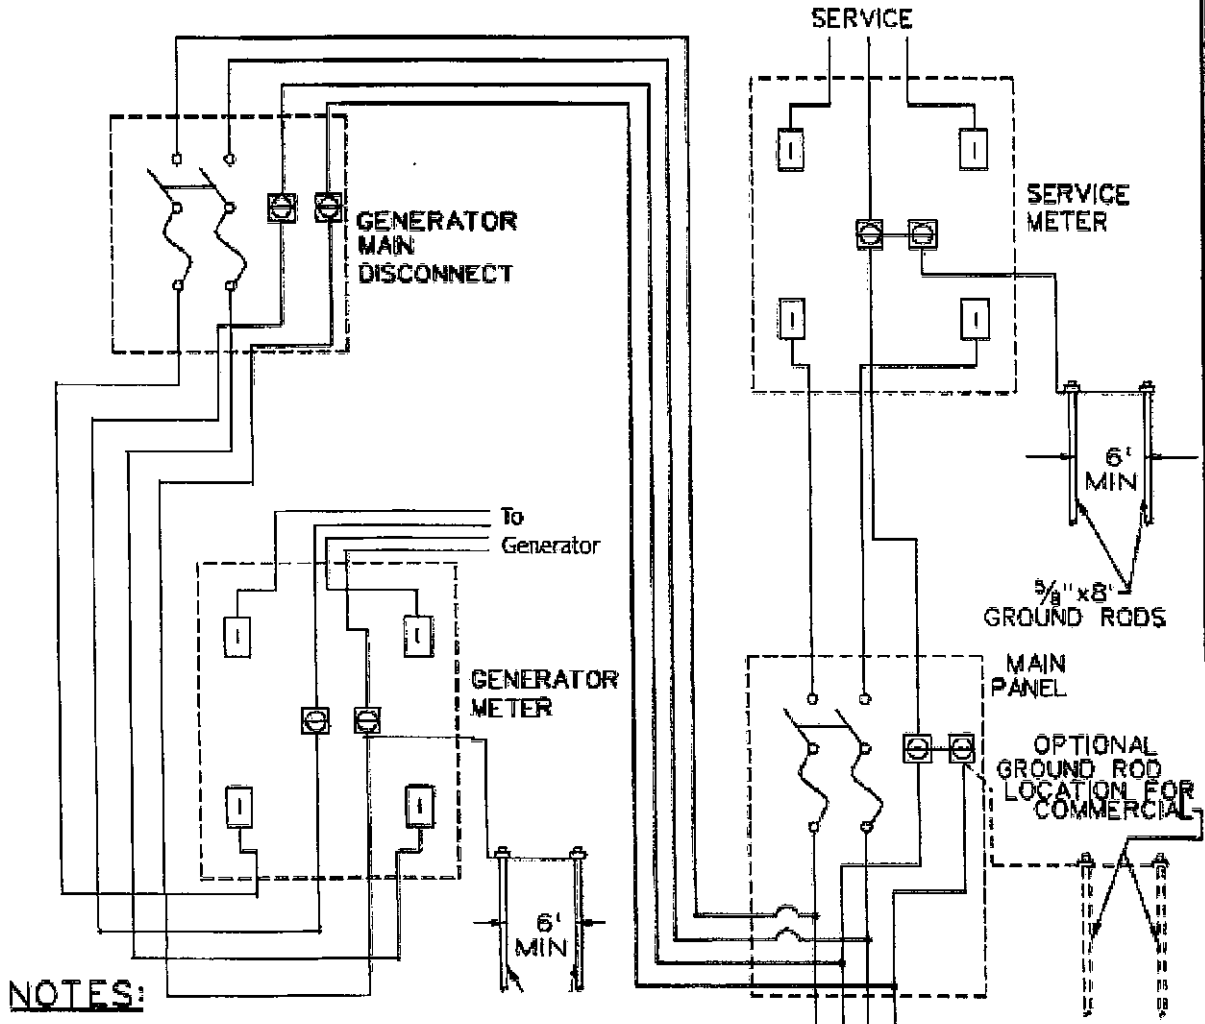 SERVICE
GENERATOR
MAIN
DISCONNECT
SERVICE
METER
6'
MIN
5/8"x8'
GROUND RODS
To
Generator
GENERATOR
METER
MAIN
PANEL
OPTIONAL
GROUND ROD
LOCATION FOR
COMMERCIAL
6'
MIN
NOTES: